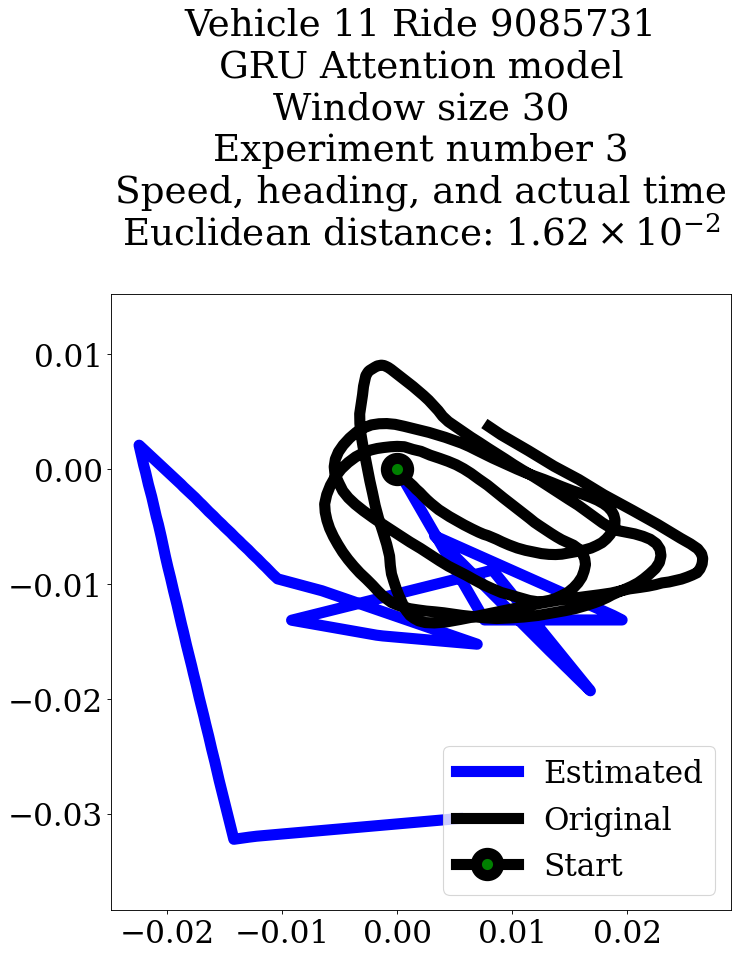 Vehicle 11 Ride 9085731
GRU Attention model
Window size 30
Experiment number 3
Speed, heading, and actual time
Euclidean distance: 1.62 × 10⁻²
0.01
0.00
−0.01
−0.02
−0.03
Estimated
Original
Start
−0.02 −0.01 0.00 0.01 0.02